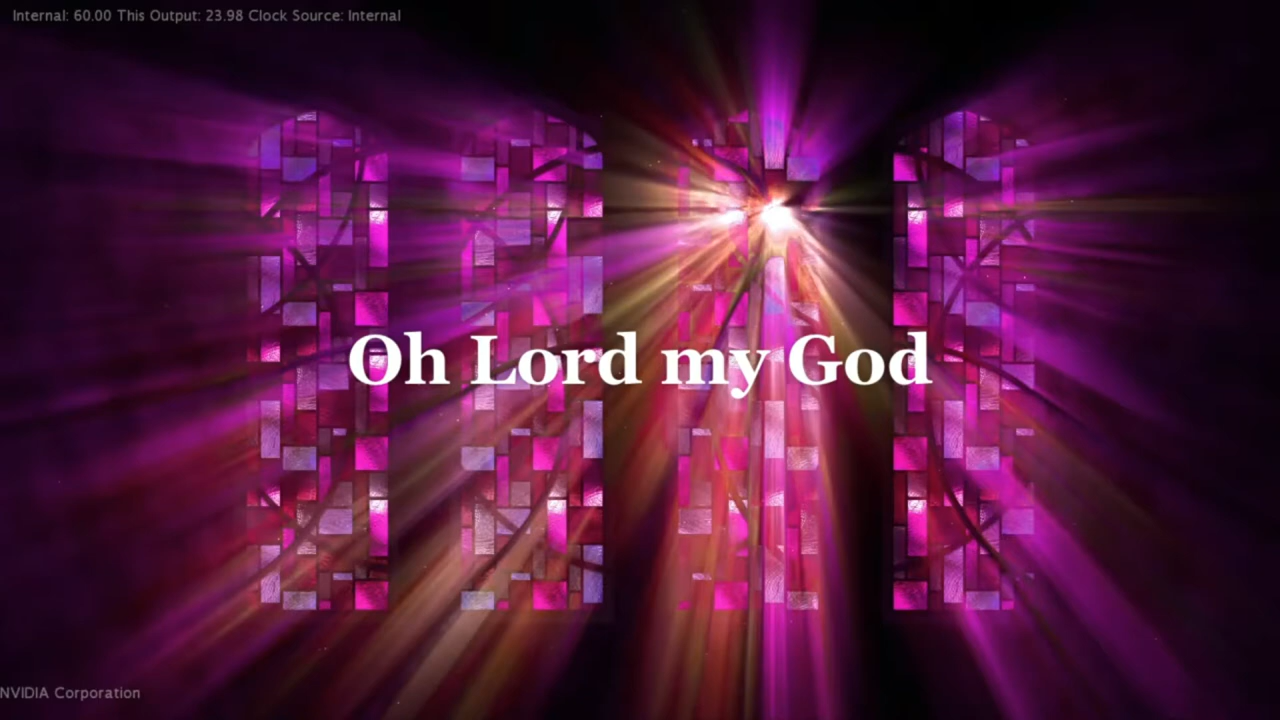 Internal: 60.00 This Output: 23.98 Clock Source: Internal
Oh Lord my God
NVIDIA Corporation